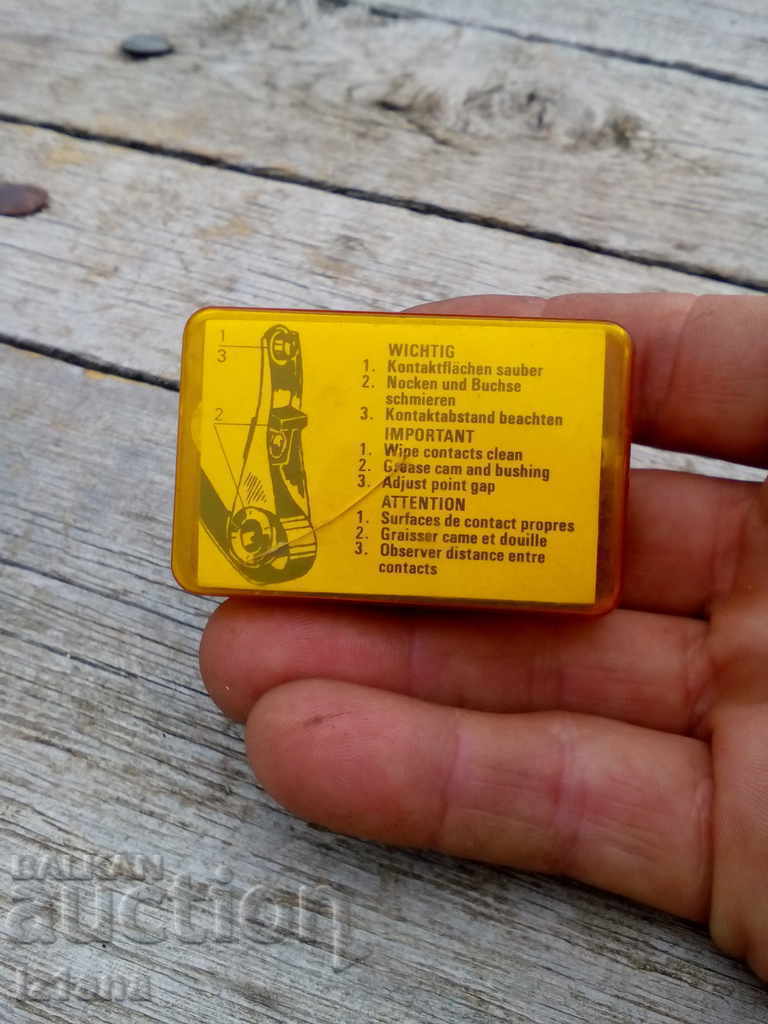 1
3
2
WICHTIG
1. Kontaktflächen sauber
2. Nocken und Buchse
schmieren
3. Kontaktabstand beachten
IMPORTANT
1. Wipe contacts clean
2. Grease cam and bushing
3. Adjust point gap
ATTENTION
1. Surfaces de contact propres
2. Graisser came et douille
3. Observer distance entre
contacts
BALKAN
auction
iz1ona